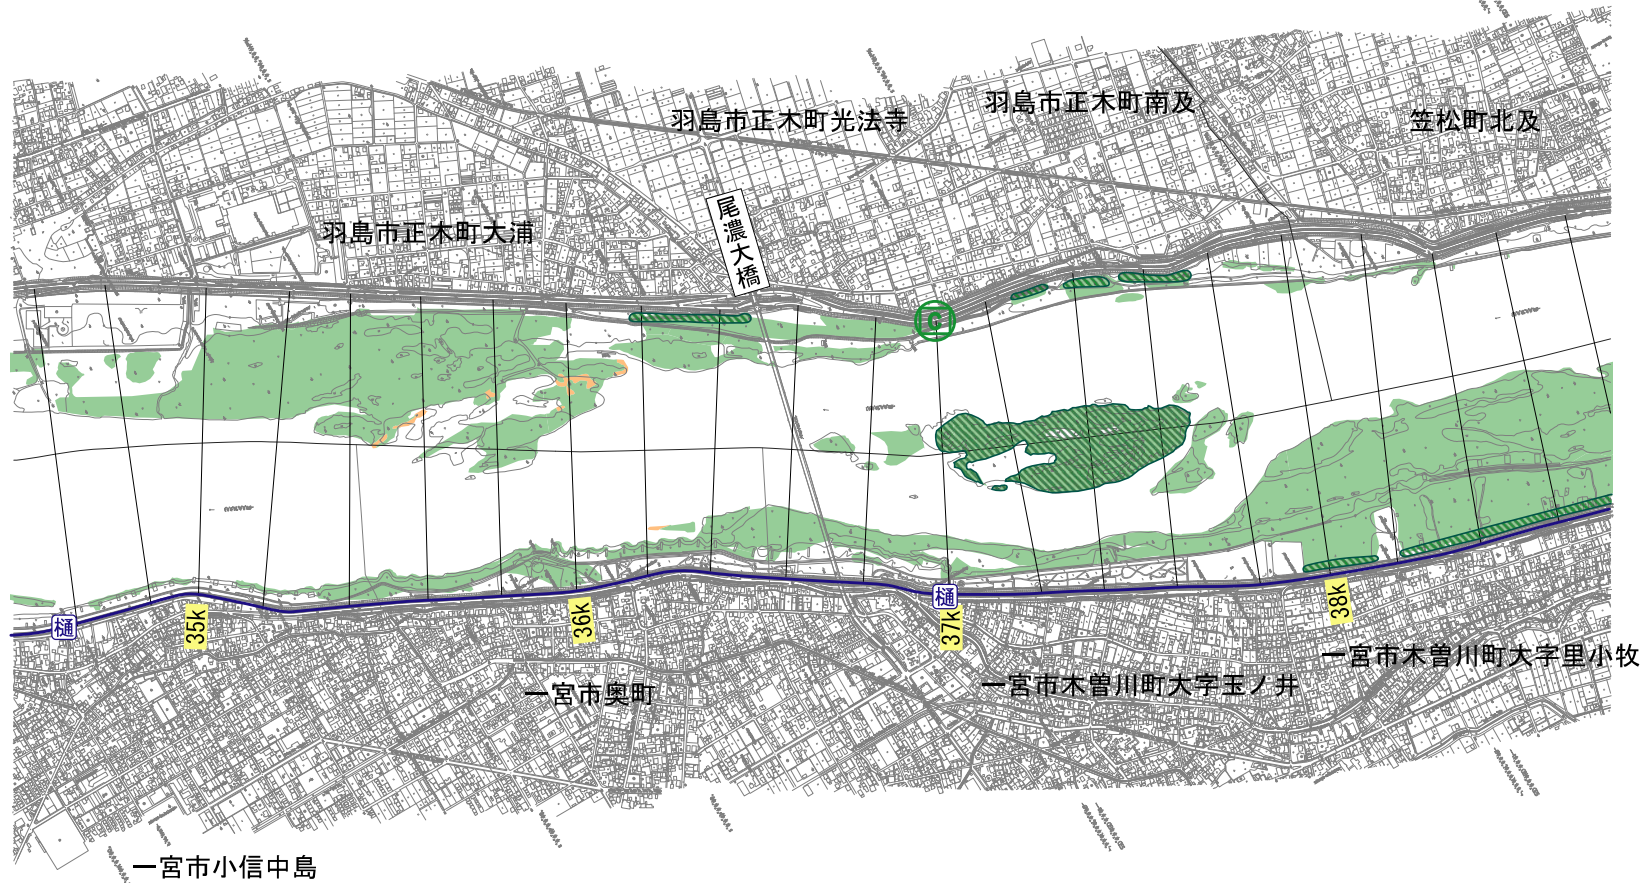 羽島市正木町南及
羽島市正木町光法寺
笠松町北及
羽島市正木町大浦
尾濃大橋
G
樋
樋
35k
36k
37k
38k
一宮市木曽川町大字里小牧
一宮市木曽川町大字玉ノ井
一宮市奥町
一宮市小信中島